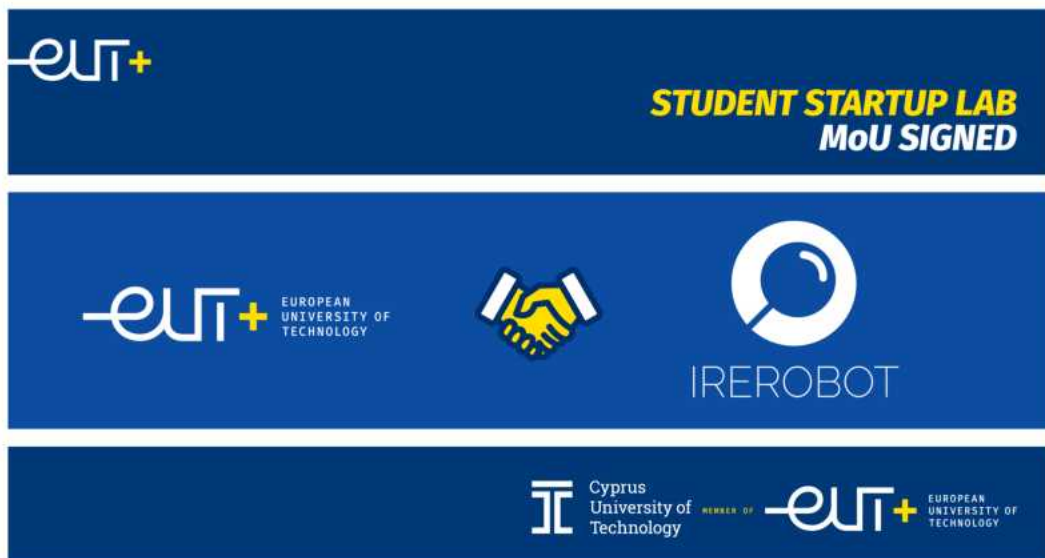 eut+
STUDENT STARTUP LAB
MoU SIGNED
eut+
EUROPEAN
UNIVERSITY OF
TECHNOLOGY
IREROBOT
Cyprus
University of
Technology
MEMBER OF
eut+
EUROPEAN
UNIVERSITY OF
TECHNOLOGY